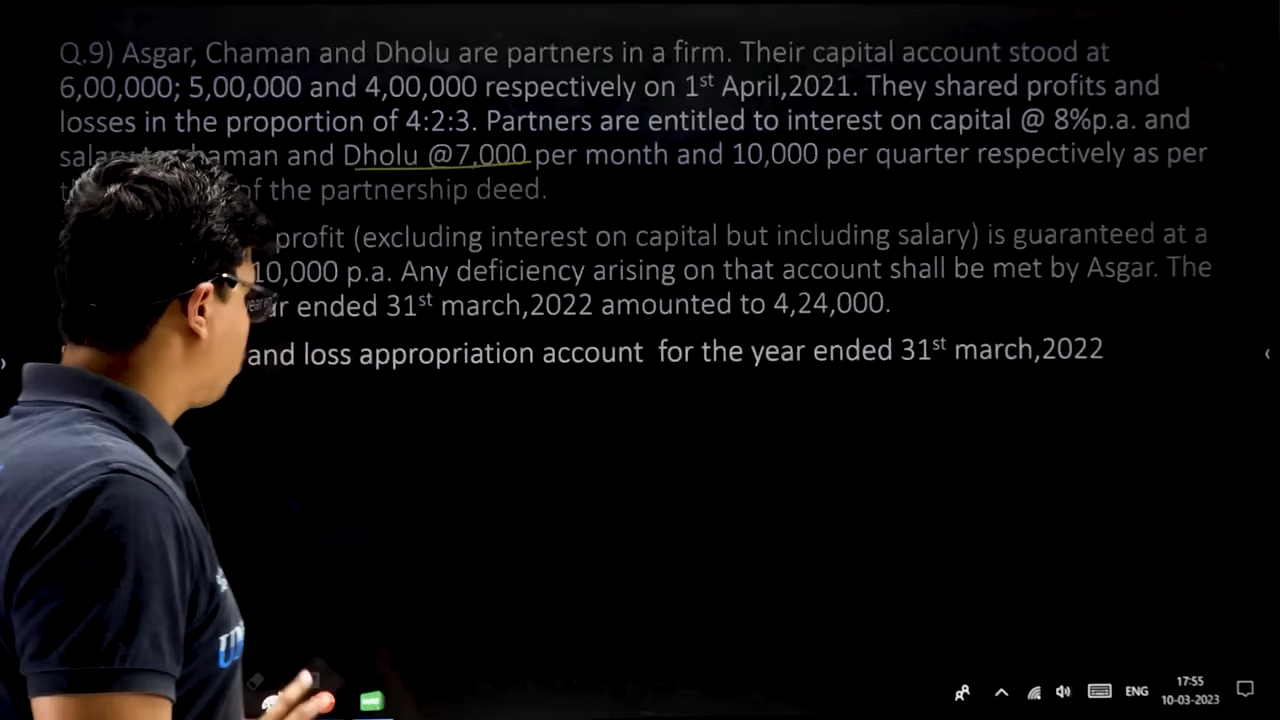 Q.9) Asgar, Chaman and Dholu are partners in a firm. Their capital account stood at
6,00,000; 5,00,000 and 4,00,000 respectively on 1st April,2021. They shared profits and
losses in the proportion of 4:2:3. Partners are entitled to interest on capital @ 8%p.a. and
and Dholu @7,000 per month and 10,000 per quarter respectively as per
of the partnership deed.
profit (excluding interest on capital but including salary) is guaranteed at a
10,000 p.a. Any deficiency arising on that account shall be met by Asgar. The
ended 31st march,2022 amounted to 4,24,000.
and loss appropriation account for the year ended 31st march,2022
ENG
17:55
10-03-2023